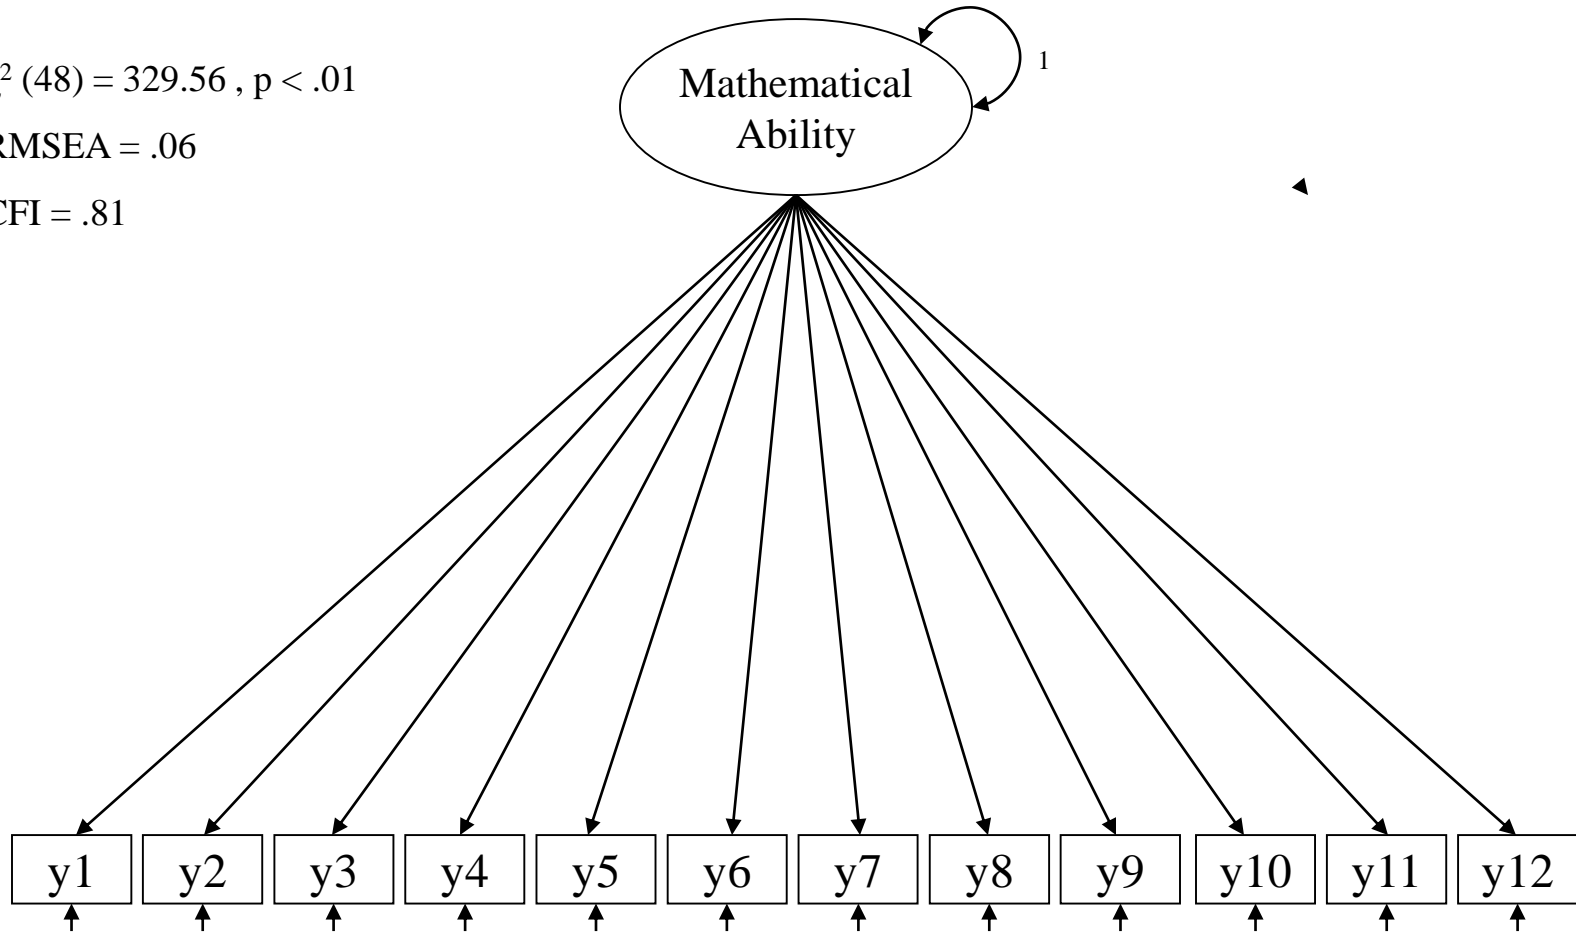 2 (48) = 329.56 , p < .01
RMSEA = .06
CFI = .81
Mathematical
Ability
1
y1 y2 y3 y4 y5 y6 y7 y8 y9 y10 y11 y12